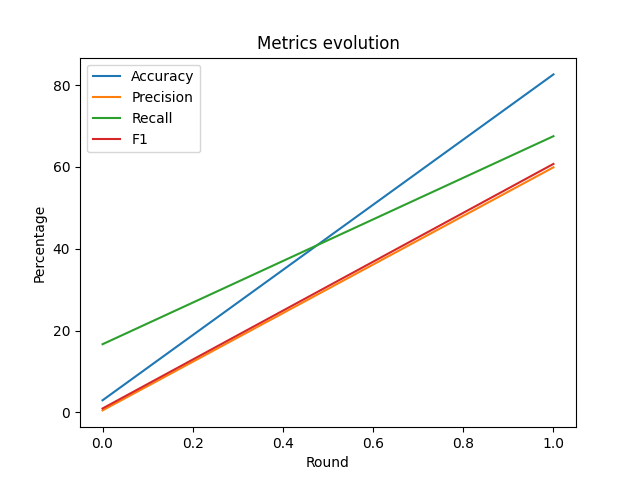 Metrics evolution
Accuracy
Precision
Recall
F1
Percentage
80
60
40
20
0
0.0 0.2 0.4 0.6 0.8 1.0
Round